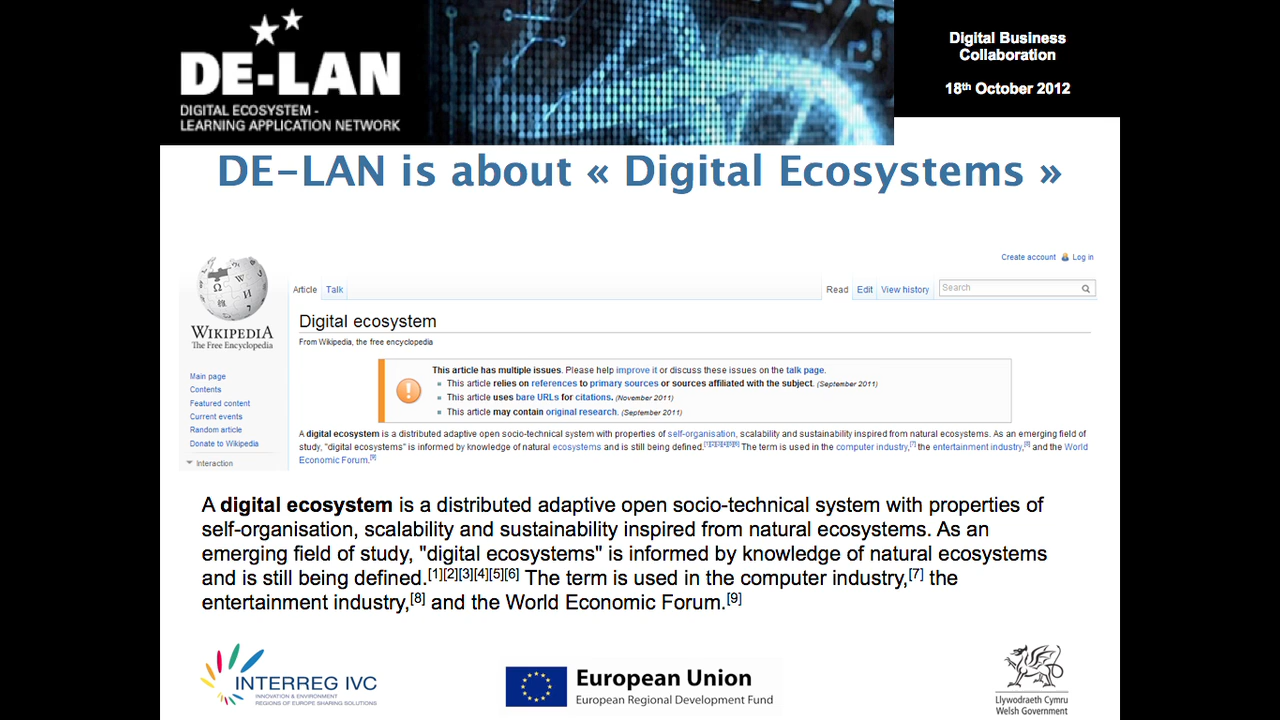 DE-LAN
DIGITAL ECOSYSTEM -
LEARNING APPLICATION NETWORK
Digital Business
Collaboration
18th October 2012
DE-LAN is about « Digital Ecosystems »
Create account Log in
Article Talk Read Edit View history Search
WIKIPEDIA
The Free Encyclopedia
Main page
Contents
Featured content
Current events
Random article
Donate to Wikipedia
Interaction
Digital ecosystem
From Wikipedia, the free encyclopedia
This article has multiple issues. Please help improve it or discuss these issues on the talk page.
This article relies on references to primary sources or sources affiliated with the subject. (September 2011)
This article uses bare URLs for citations. (November 2011)
This article may contain original research. (September 2011)
A digital ecosystem is a distributed adaptive open socio-technical system with properties of self-organisation, scalability and sustainability inspired from natural ecosystems. As an emerging field of
study, "digital ecosystems" is informed by knowledge of natural ecosystems and is still being defined.[1][2][3][4][5][6] The term is used in the computer industry,[7] the entertainment industry,[8] and the World
Economic Forum.[9]
A digital ecosystem is a distributed adaptive open socio-technical system with properties of
self-organisation, scalability and sustainability inspired from natural ecosystems. As an
emerging field of study, "digital ecosystems" is informed by knowledge of natural ecosystems
and is still being defined.[1][2][3][4][5][6] The term is used in the computer industry,[7] the
entertainment industry,[8] and the World Economic Forum.[9]
INTERREG IVC
INNOVATION & ENVIRONMENT
REGIONS OF EUROPE SHARING SOLUTIONS
European Union
European Regional Development Fund
Llywodraeth Cymru
Welsh Government